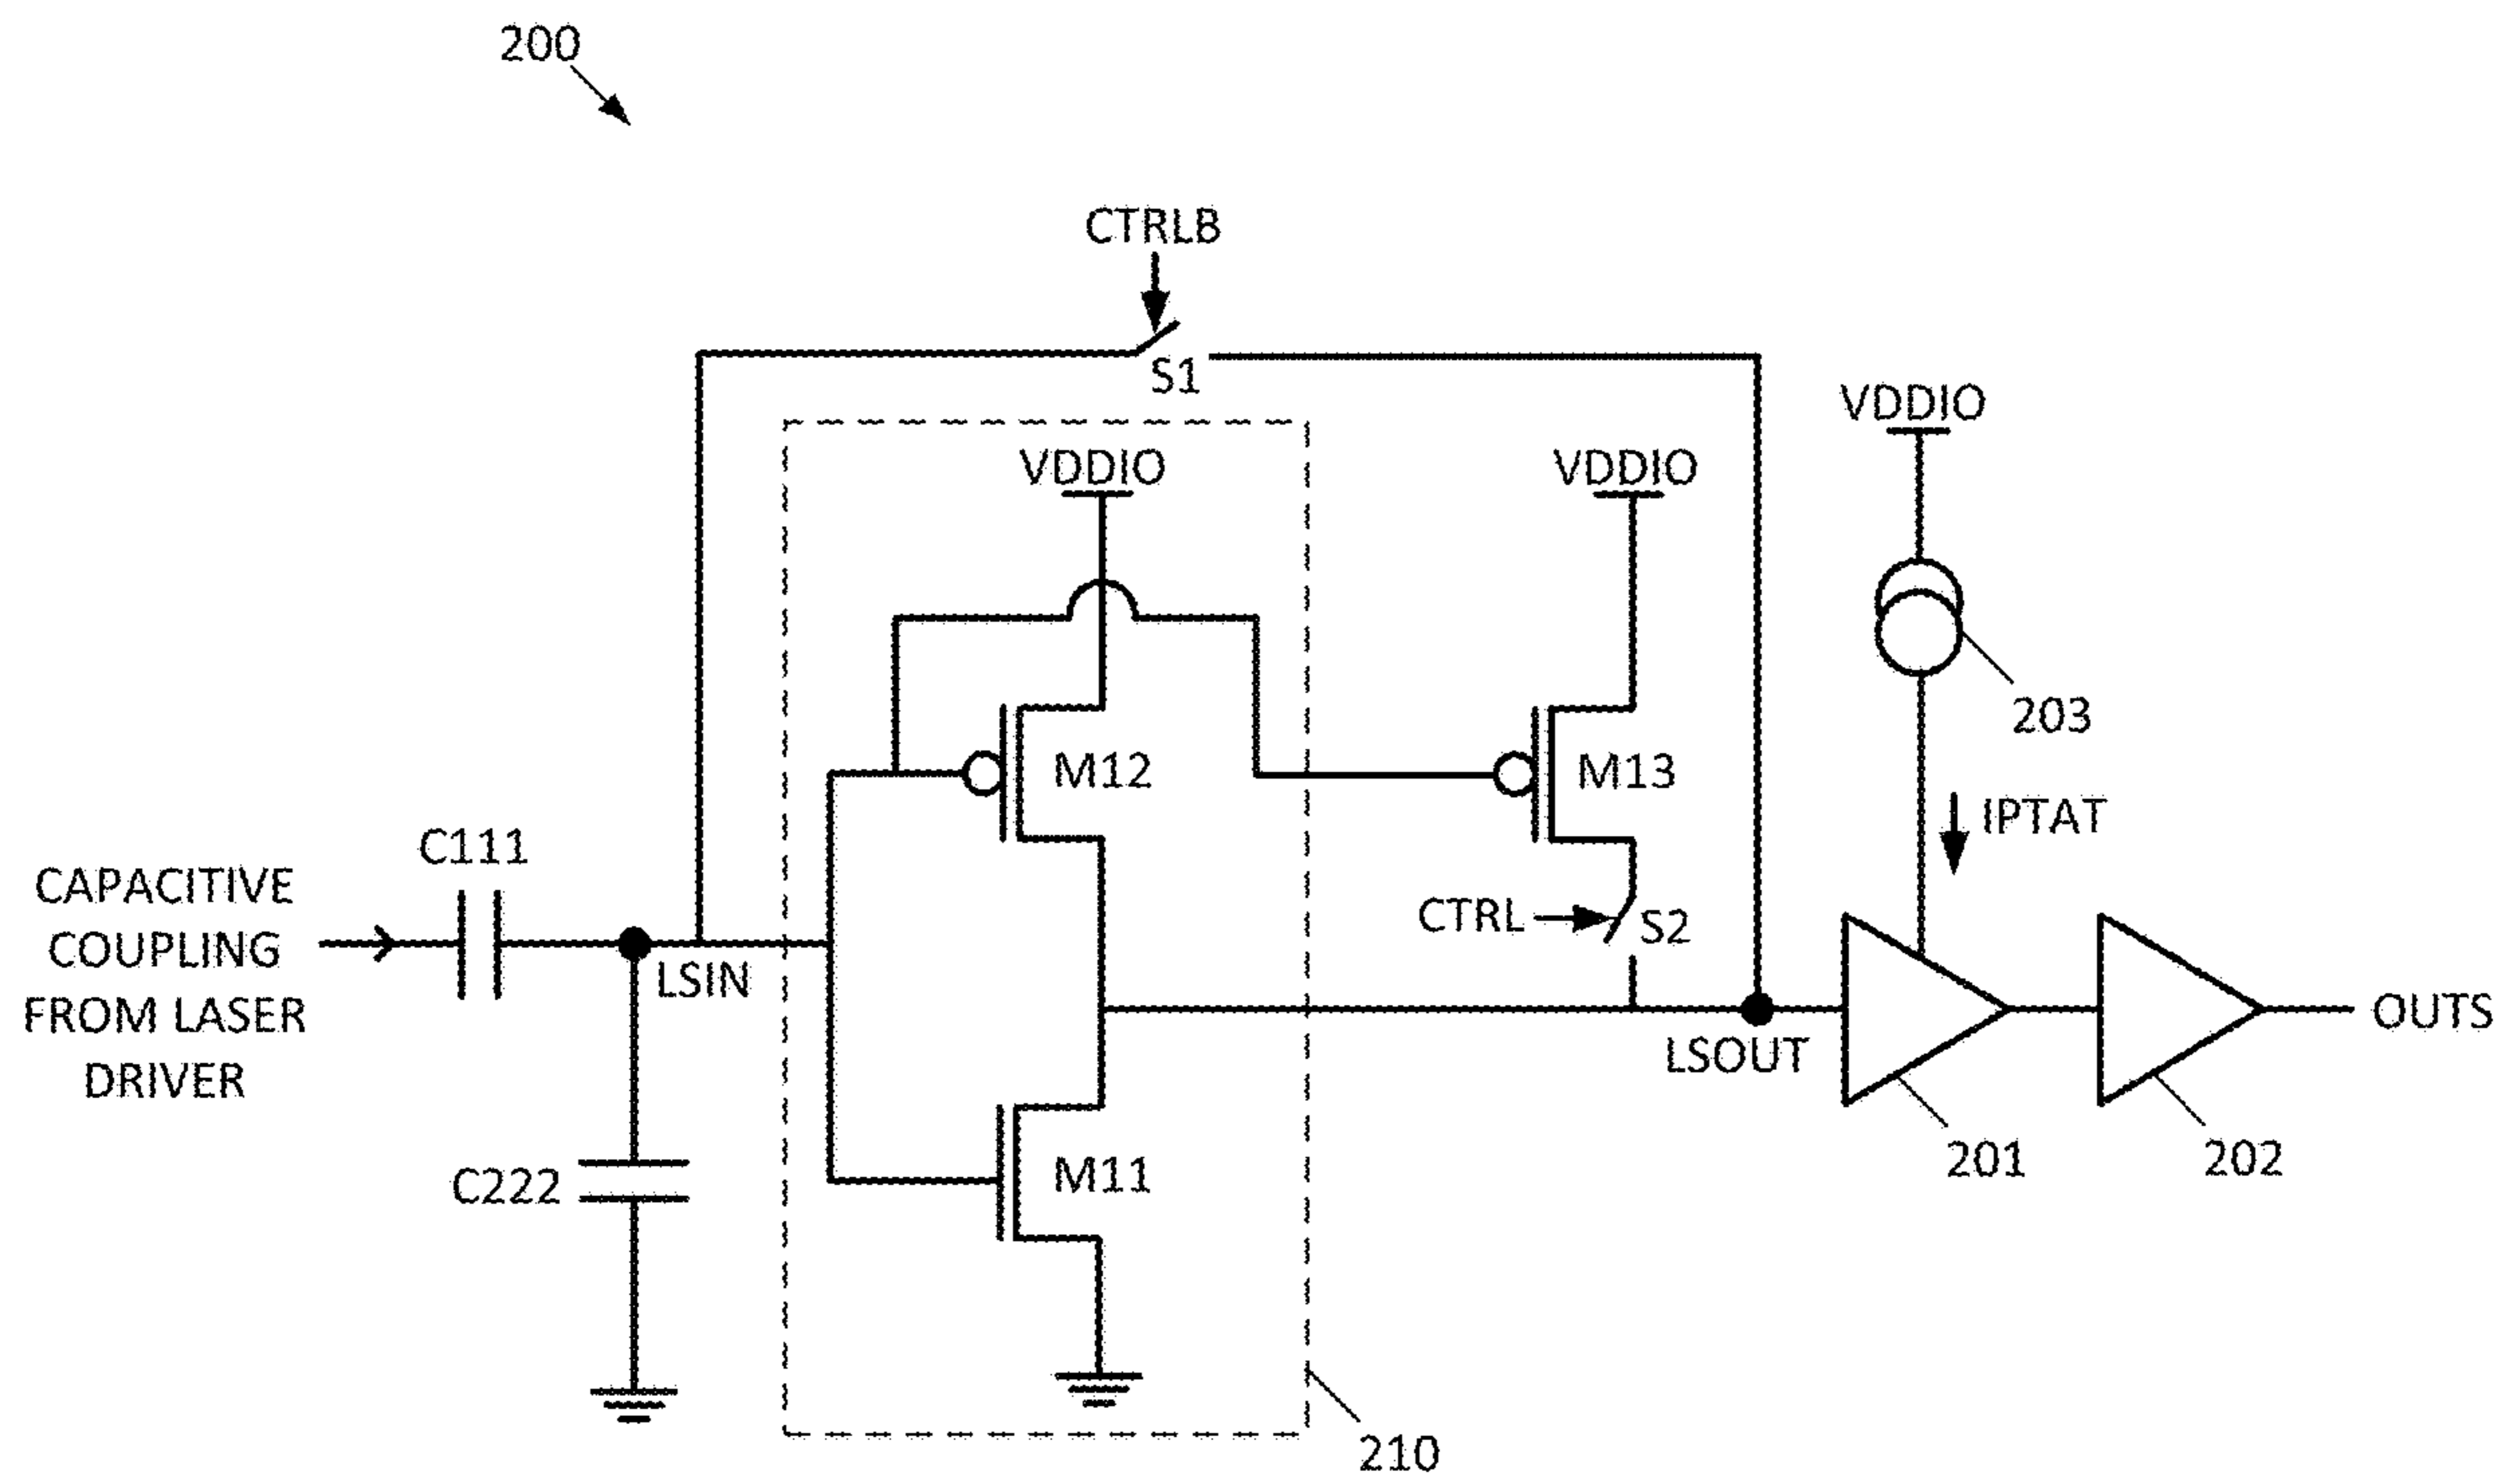 200
CTRLB
S1
VDDIO
VDDIO
VDDIO
203
M12
M13
IPTAT
C111
CAPACITIVE
COUPLING
FROM LASER
DRIVER
LSIN
CTRL
S2
LSOUT
OUTS
201
202
C222
M11
210